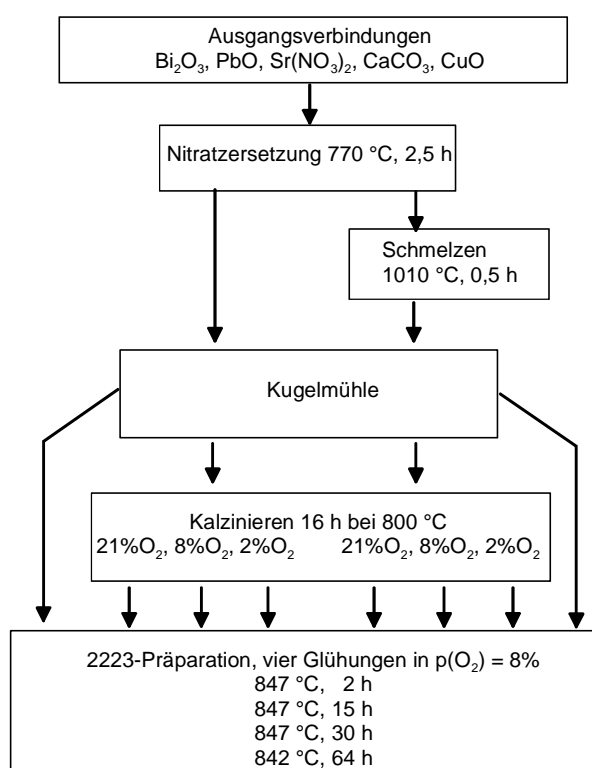 Ausgangsverbindungen
Bi₂O₃, PbO, Sr(NO₃)₂, CaCO₃, CuO
Nitratzersetzung 770 °C, 2,5 h
Schmelzen
1010 °C, 0,5 h
Kugelmühle
Kalzinieren 16 h bei 800 °C
21%O₂, 8%O₂, 2%O₂ 21%O₂, 8%O₂, 2%O₂
2223-Präparation, vier Glühungen in p(O₂) = 8%
847 °C, 2 h
847 °C, 15 h
847 °C, 30 h
842 °C, 64 h